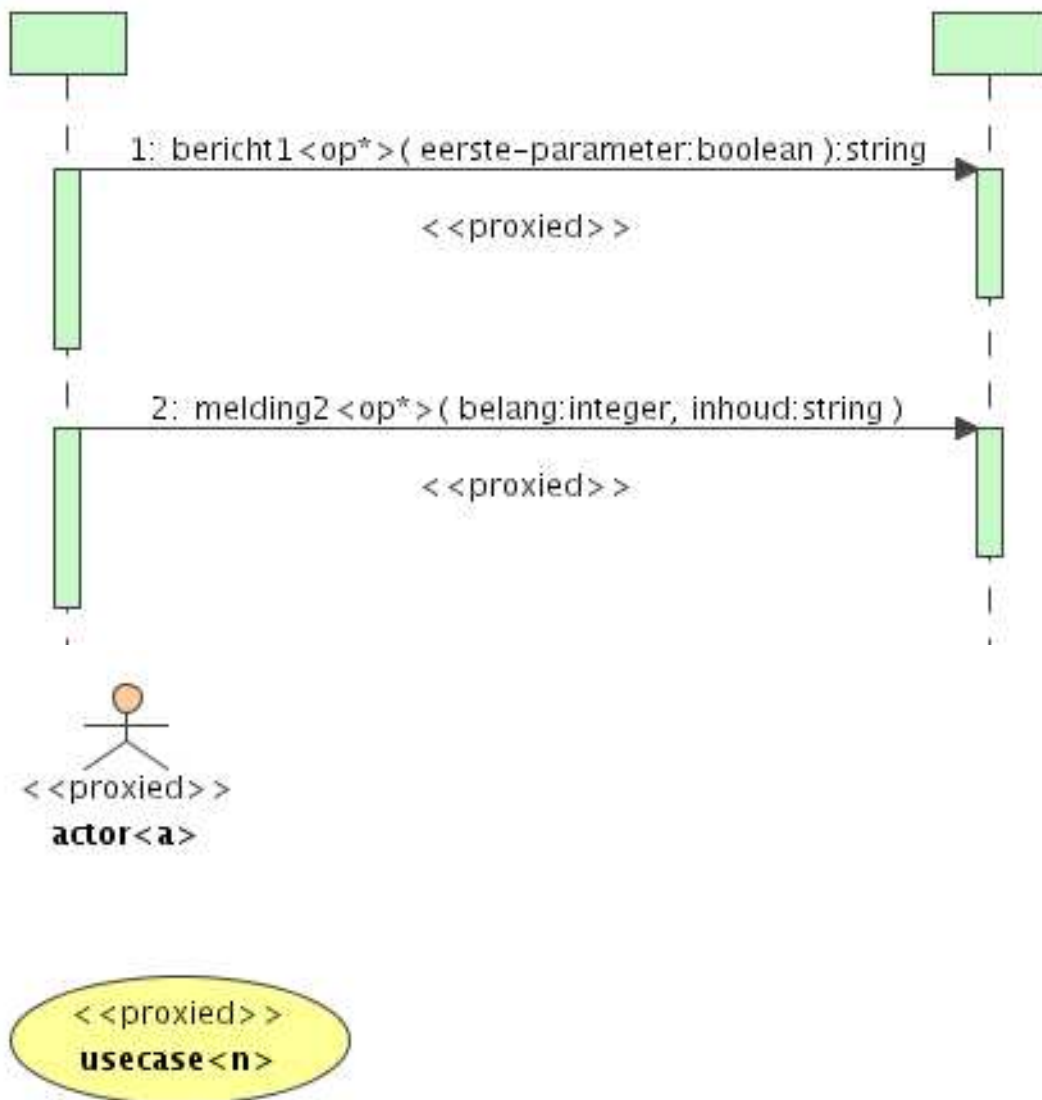 1: bericht1<op*>( eerste-parameter:boolean ):string
<<proxied>>
2: melding2<op*>( belang:integer, inhoud:string )
<<proxied>>
<<proxied>>
actor<a>
<<proxied>>
usecase<n>